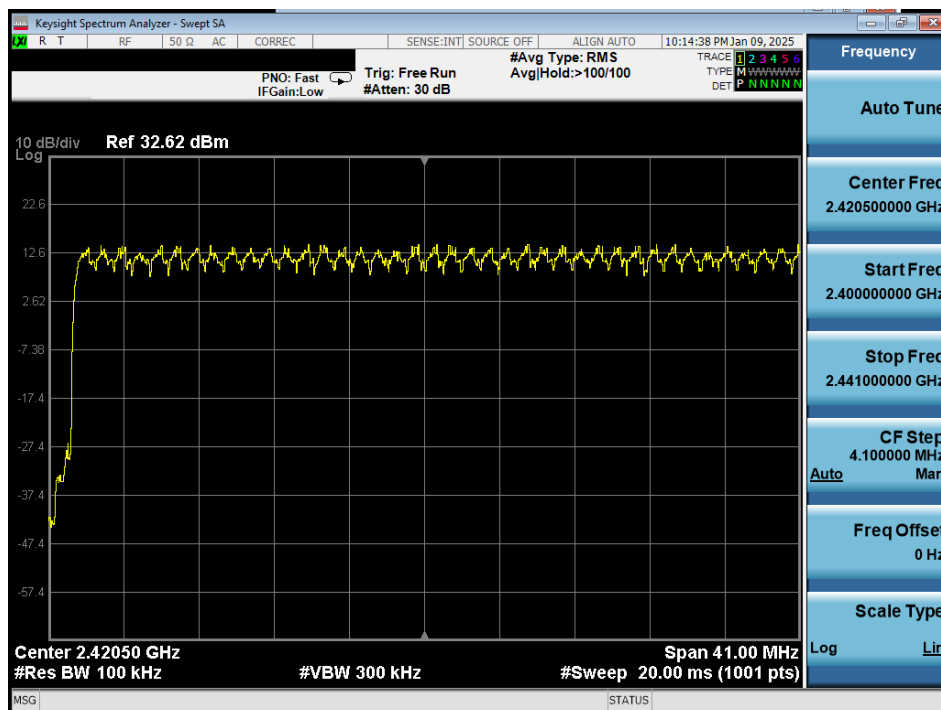 Keysight Spectrum Analyzer - Swept SA
LXI R T RF 50 Ω AC CORREC SENSE:INT SOURCE OFF ALIGN AUTO 10:14:38 PM Jan 09, 2025
PNO: Fast
IFGain:Low
Trig: Free Run
#Atten: 30 dB
#Avg Type: RMS
Avg|Hold:>100/100
TRACE 1 2 3 4 5 6
TYPE M W W W W W
DET P N N N N N
10 dB/div
Log
Ref 32.62 dBm
22.6
12.6
2.62
-7.38
-17.4
-27.4
-37.4
-47.4
-57.4
Center 2.42050 GHz
Span 41.00 MHz
#Res BW 100 kHz
#VBW 300 kHz
#Sweep 20.00 ms (1001 pts)
MSG
STATUS
Frequency
Auto Tune
Center Freq
2.420500000 GHz
Start Freq
2.400000000 GHz
Stop Freq
2.441000000 GHz
CF Step
4.100000 MHz
Auto Man
Freq Offset
0 Hz
Scale Type
Log Lin